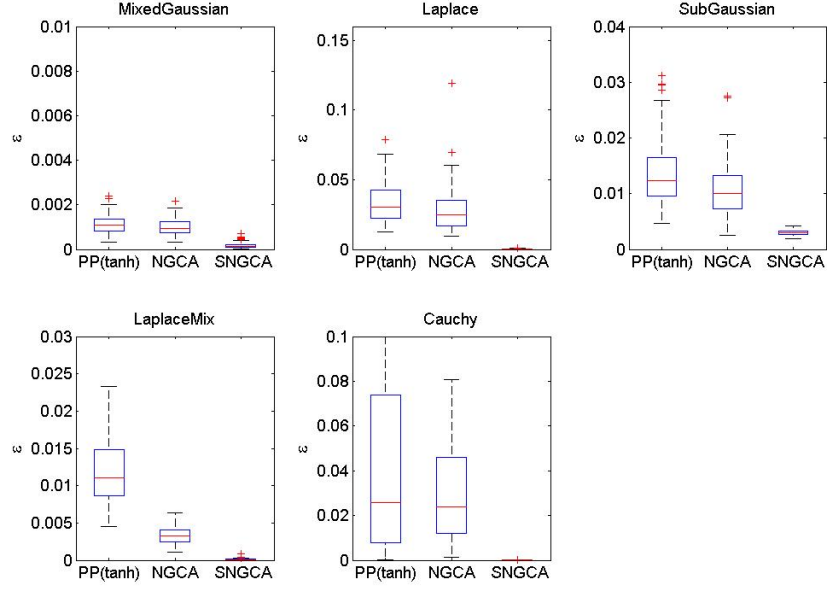 MixedGaussian
0.01
0.008
0.006
0.004
0.002
0
ε
PP(tanh) NGCA SNGCA
Laplace
0.15
0.1
0.05
0
ε
PP(tanh) NGCA SNGCA
SubGaussian
0.04
0.03
0.02
0.01
0
ε
PP(tanh) NGCA SNGCA
LaplaceMix
0.03
0.025
0.02
0.015
0.01
0.005
0
ε
PP(tanh) NGCA SNGCA
Cauchy
0.1
0.08
0.06
0.04
0.02
0
ε
PP(tanh) NGCA SNGCA